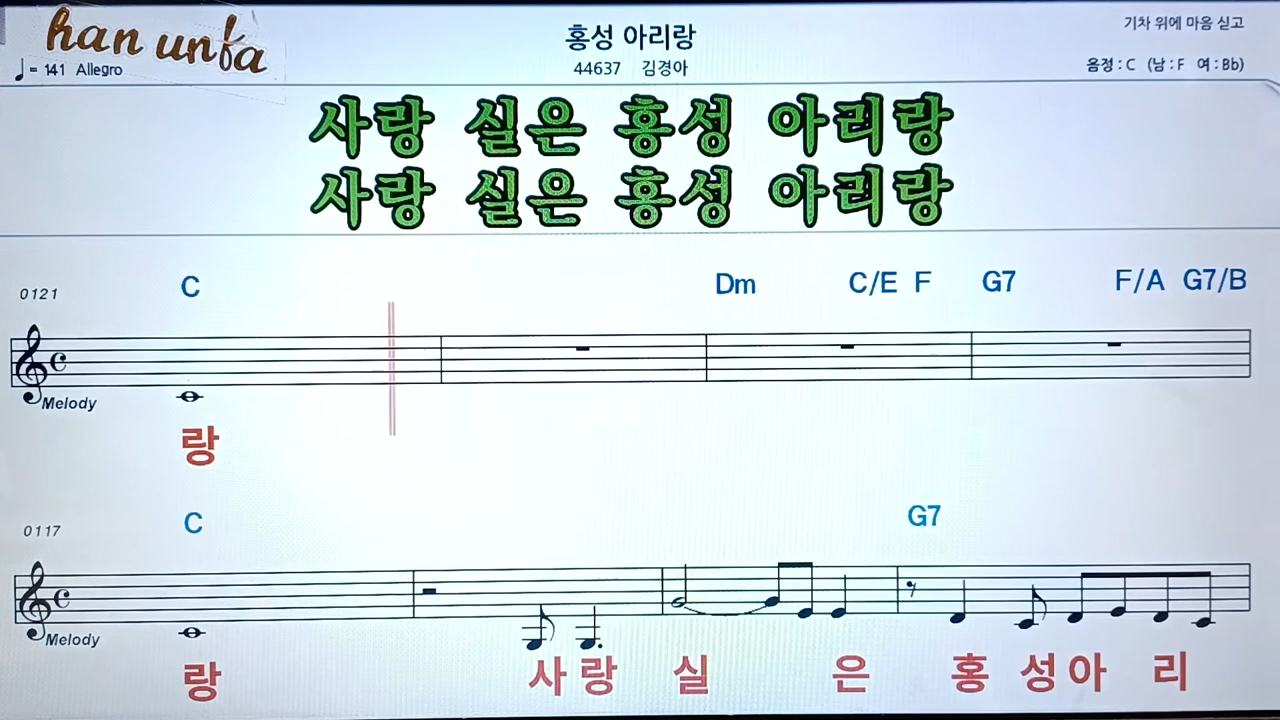 han unfa
홍성 아리랑
기차 위에 마음 싣고
♩= 141 Allegro
44637 김경아
음정 : C (남 : F 여 : Bb)
사랑 실은 홍성 아리랑
사랑 실은 홍성 아리랑
0121
C Dm C/E F G7 F/A G7/B
Melody
랑
0117
C G7
Melody
랑 사 랑 실 은 홍 성 아 리